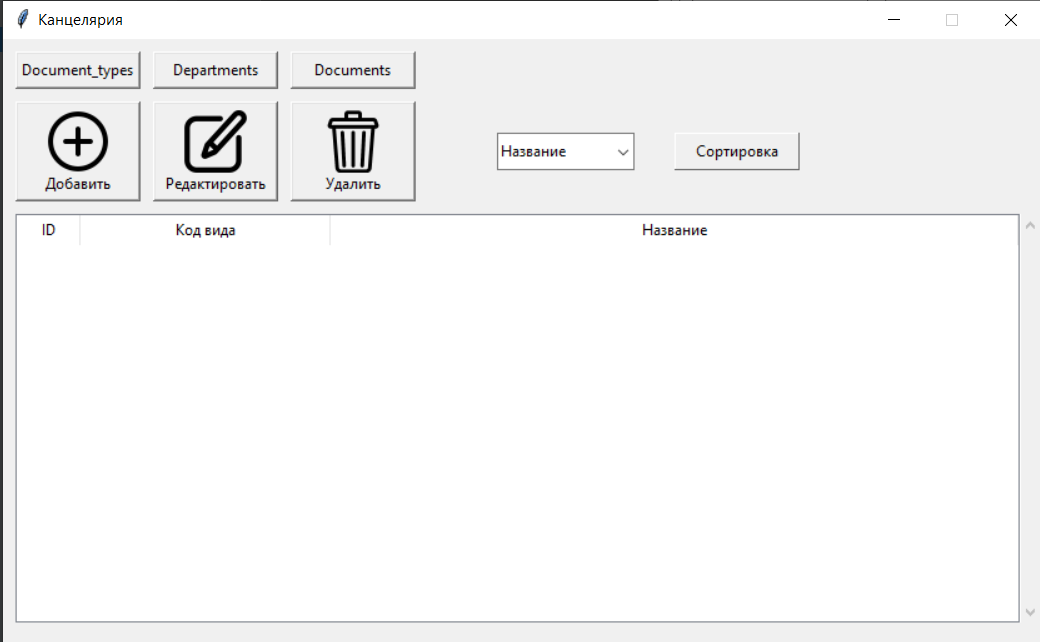 Канцелярия
Document_types Departments Documents
Добавить Редактировать Удалить Название Сортировка
ID Код вида Название